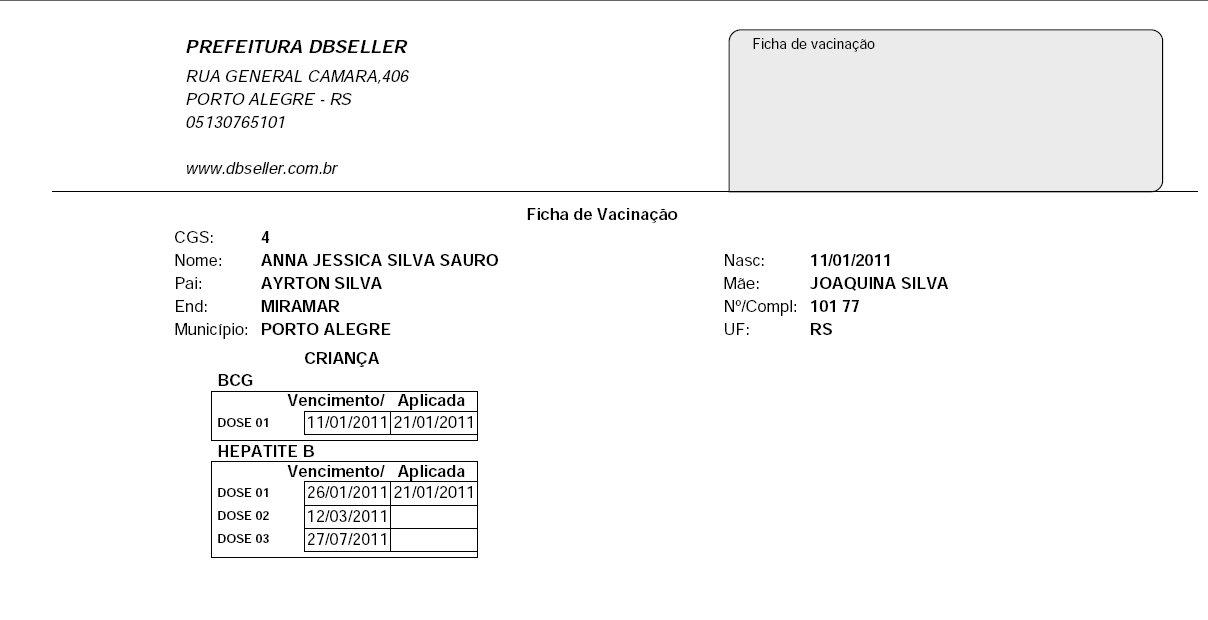 PREFEITURA DBSELLER
RUA GENERAL CAMARA,406
PORTO ALEGRE - RS
05130765101
www.dbseller.com.br
Ficha de vacinação
Ficha de Vacinação
CGS: 4
Nome: ANNA JESSICA SILVA SAURO Nasc: 11/01/2011
Pai: AYRTON SILVA Mãe: JOAQUINA SILVA
End: MIRAMAR Nº/Compl: 101 77
Município: PORTO ALEGRE UF: RS
CRIANÇA
BCG
Vencimento/ Aplicada
DOSE 01 11/01/2011 21/01/2011
HEPATITE B
Vencimento/ Aplicada
DOSE 01 26/01/2011 21/01/2011
DOSE 02 12/03/2011
DOSE 03 27/07/2011